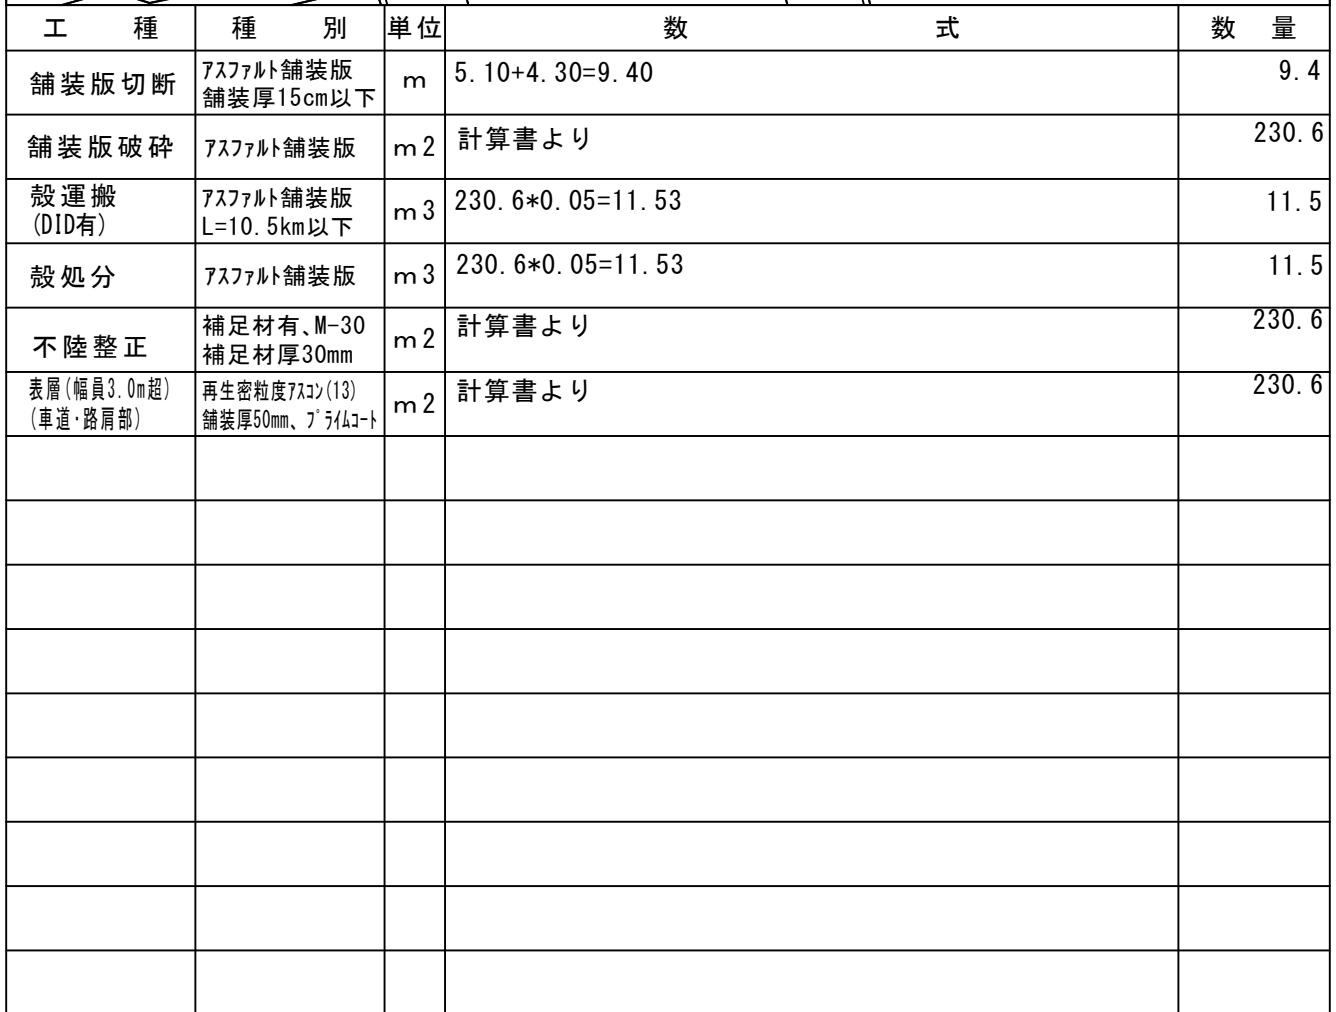 工 種 種 別 単位 数 式 数 量
舗装版切断 ｱｽﾌｧﾙﾄ舗装版 m 5.10+4.30=9.40 9.4
舗装厚15cm以下
舗装版破砕 ｱｽﾌｧﾙﾄ舗装版 m2 計算書より 230.6
殻運搬 ｱｽﾌｧﾙﾄ舗装版 m3 230.6*0.05=11.53 11.5
(DID有) L=10.5km以下
殻処分 ｱｽﾌｧﾙﾄ舗装版 m3 230.6*0.05=11.53 11.5
不陸整正 補足材有､M-30 m2 計算書より 230.6
補足材厚30mm
表層(幅員3.0m超) 再生密粒度ｱｽｺﾝ(13) m2 計算書より 230.6
(車道･路肩部) 舗装厚50mm、ﾌﾟﾗｲﾑｺｰﾄ